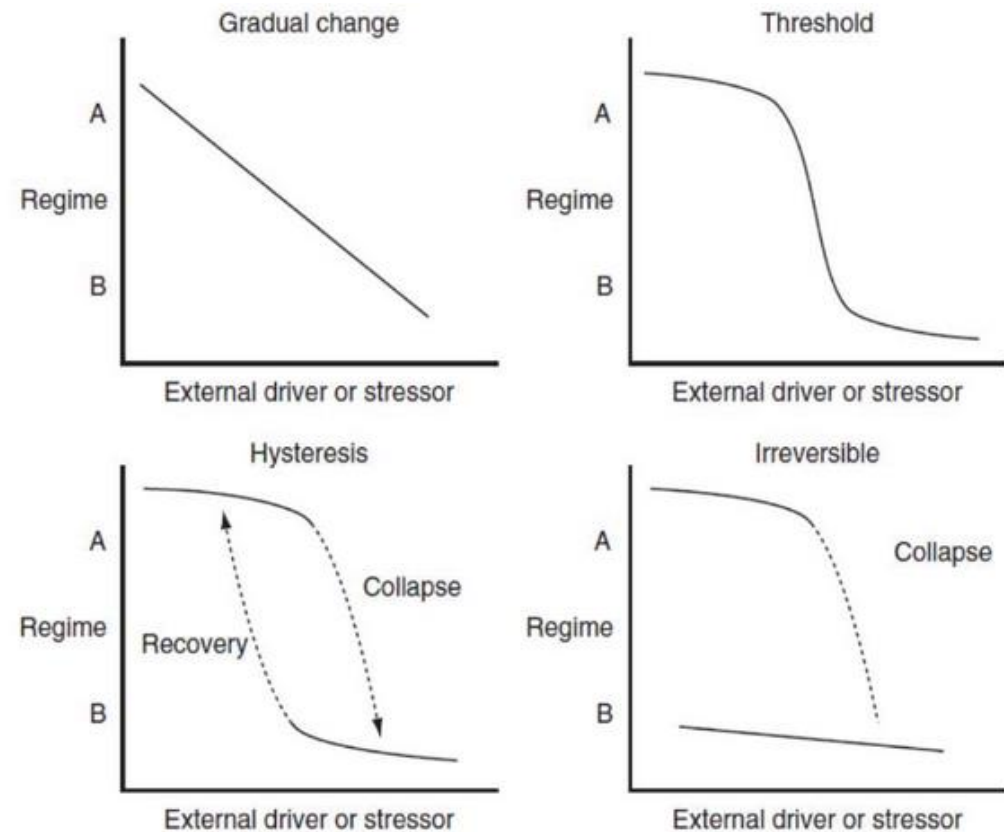 Gradual change
A
Regime
B
External driver or stressor
Threshold
A
Regime
B
External driver or stressor
Hysteresis
A
Regime
B
Collapse
Recovery
External driver or stressor
Irreversible
A
Regime
B
Collapse
External driver or stressor